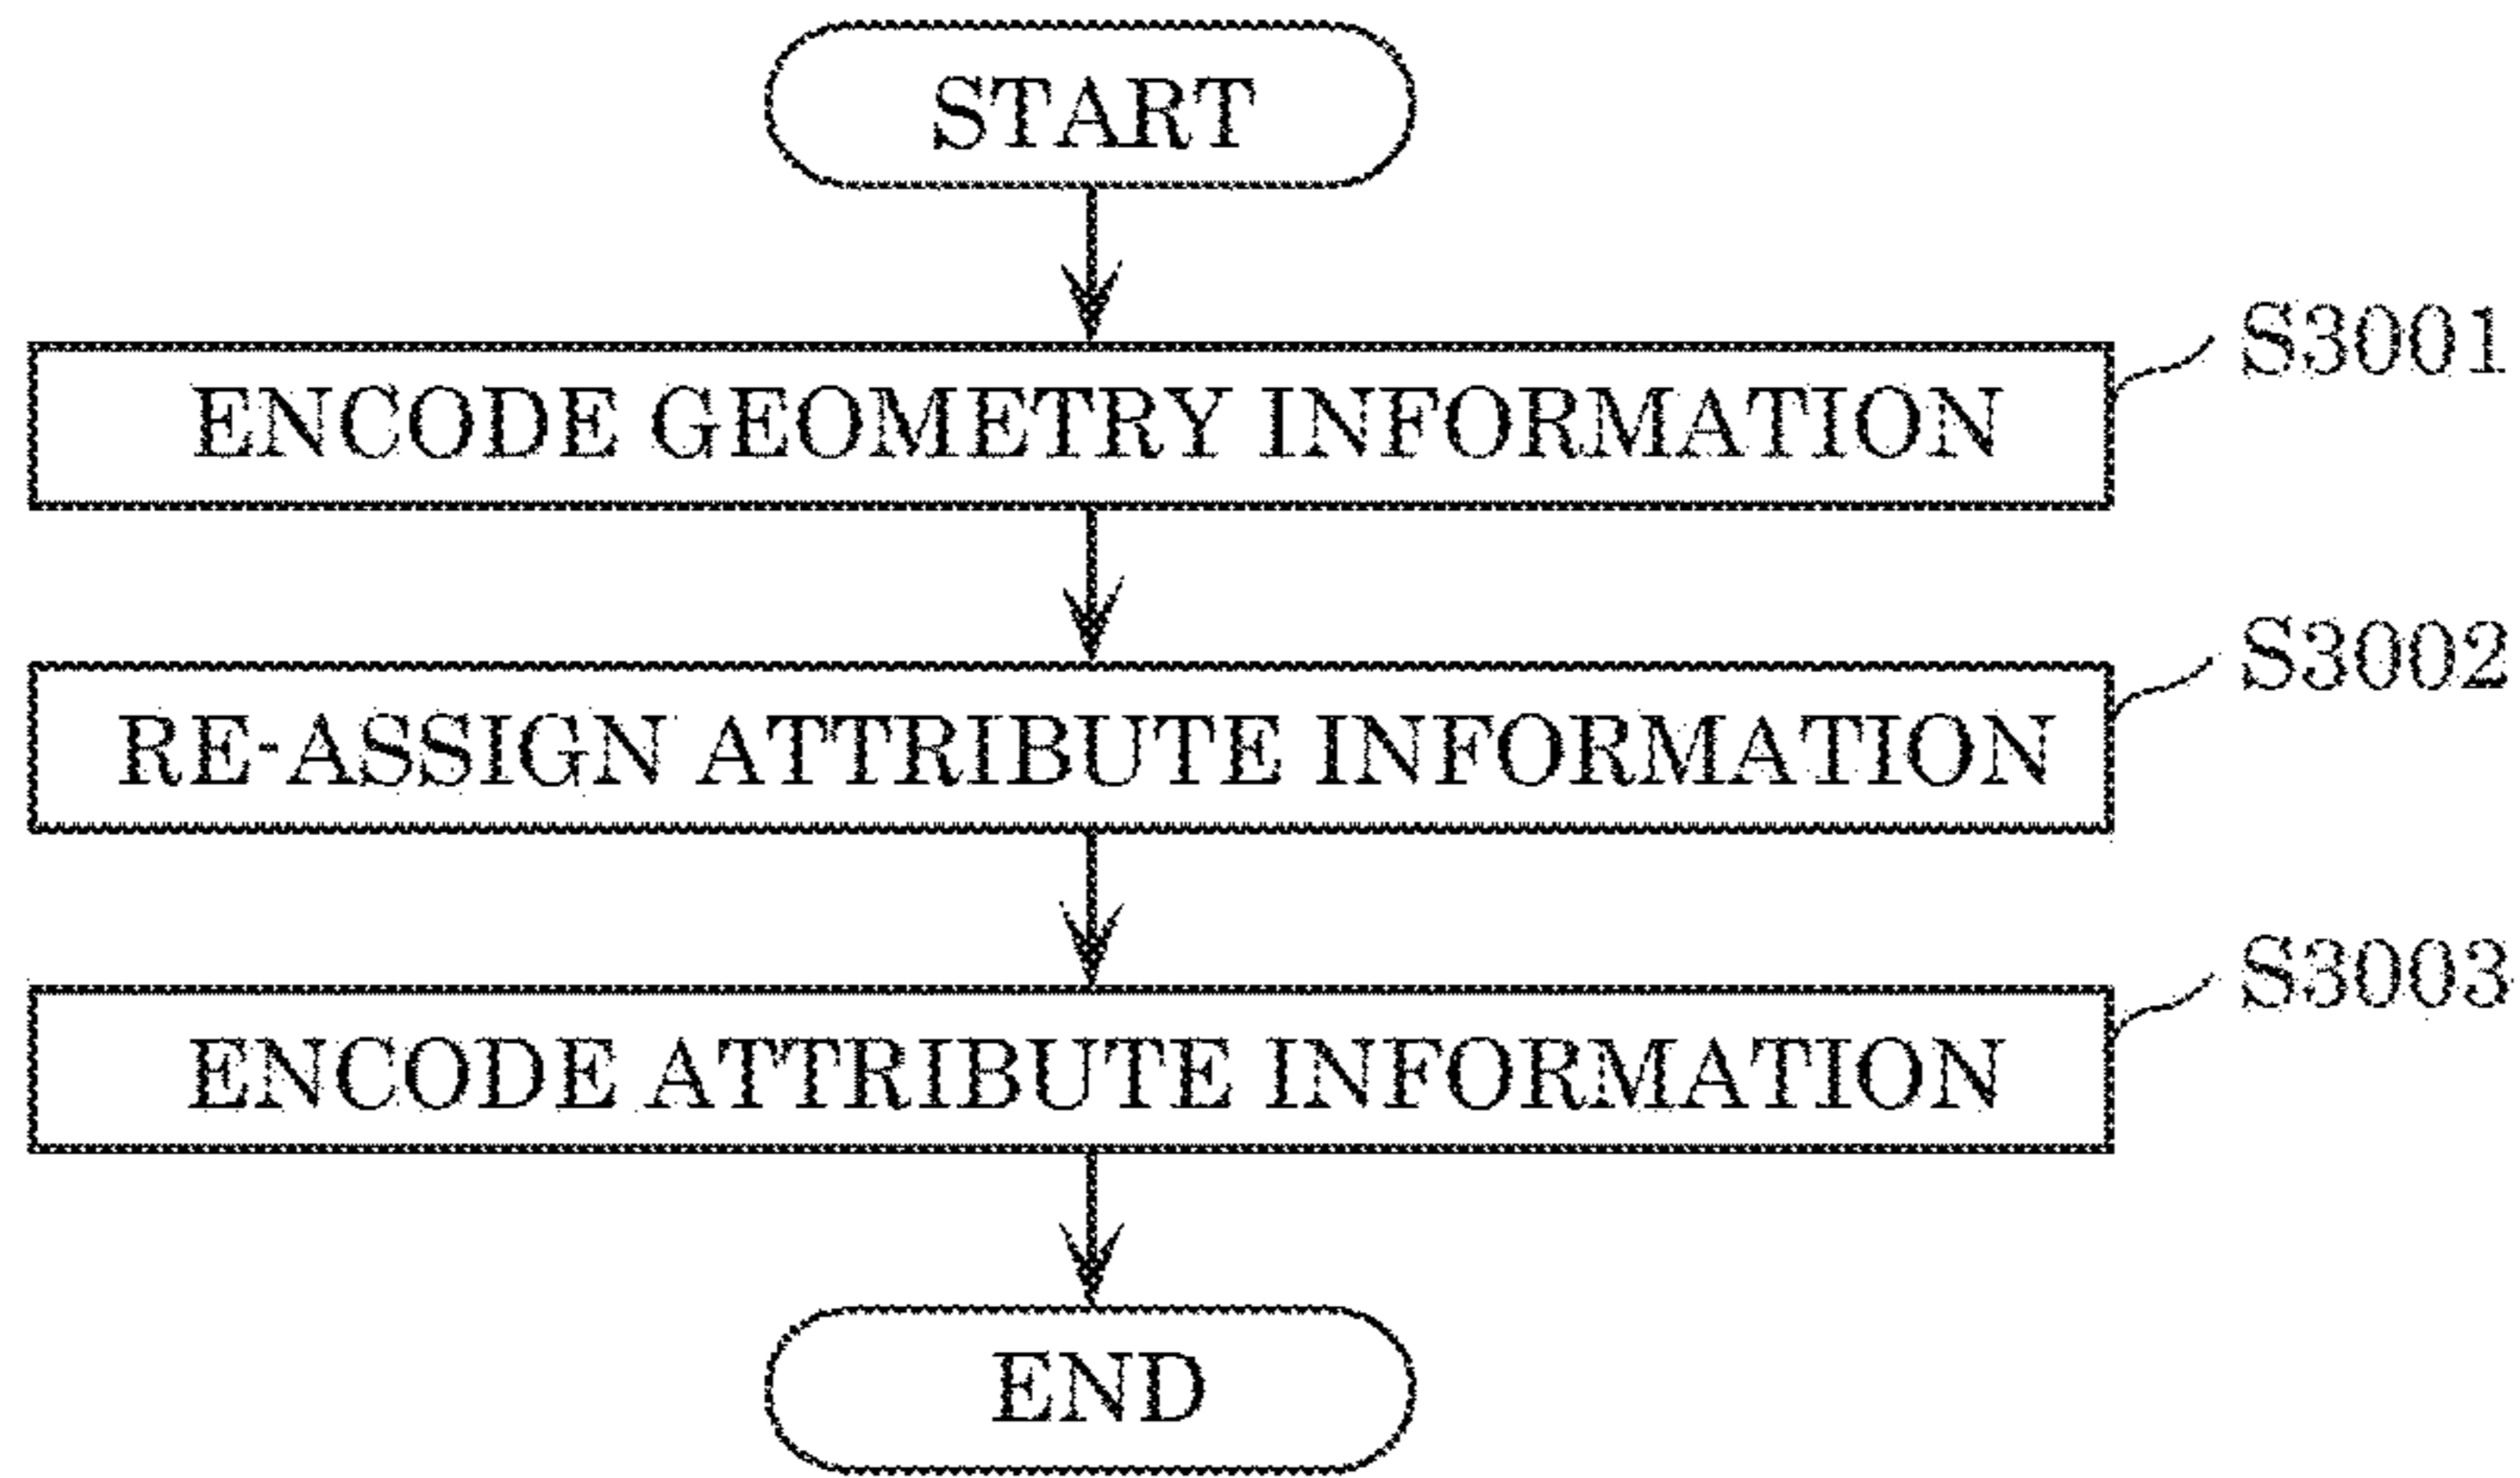 START
S3001
ENCODE GEOMETRY INFORMATION
S3002
RE-ASSIGN ATTRIBUTE INFORMATION
S3003
ENCODE ATTRIBUTE INFORMATION
END